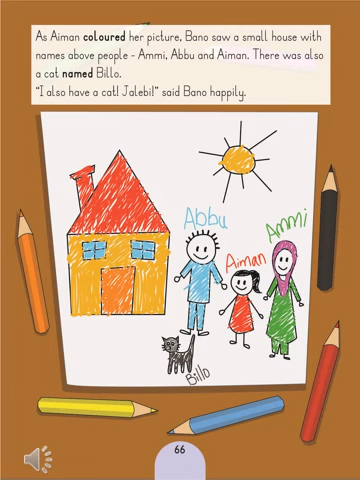 As Aiman coloured her picture, Bano saw a small house with
names above people - Ammi, Abbu and Aiman. There was also
a cat named Billo.
“I also have a cat! Jalebi!” said Bano happily.
Abbu
Aiman
Ammi
Billo
66